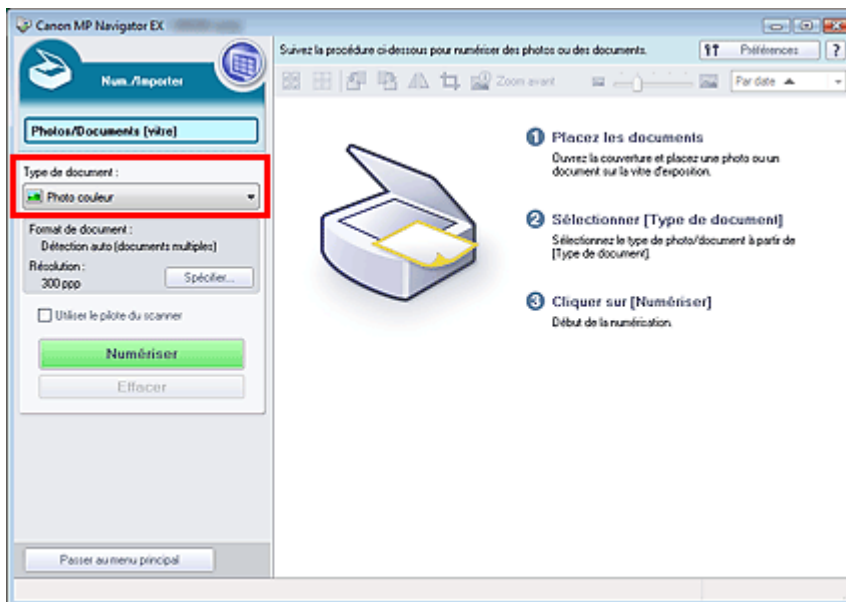 Canon MP Navigator EX
Num./Importer
Photos/Documents (vitre)
Type de document :
Photo couleur
Format de document :
Détection auto (documents multiples)
Résolution :
300 ppp
Spécifier...
Utiliser le pilote du scanner
Numériser
Effacer
Passer au menu principal
Suivez la procédure ci-dessous pour numériser des photos ou des documents.
Préférences
?
Zoom avant
Par date
1 Placez les documents
Ouvrez la couverture et placez une photo ou un
document sur la vitre d'exposition.
2 Sélectionner [Type de document]
Sélectionnez le type de photo/document à partir de
[Type de document].
3 Cliquer sur [Numériser]
Début de la numérisation.